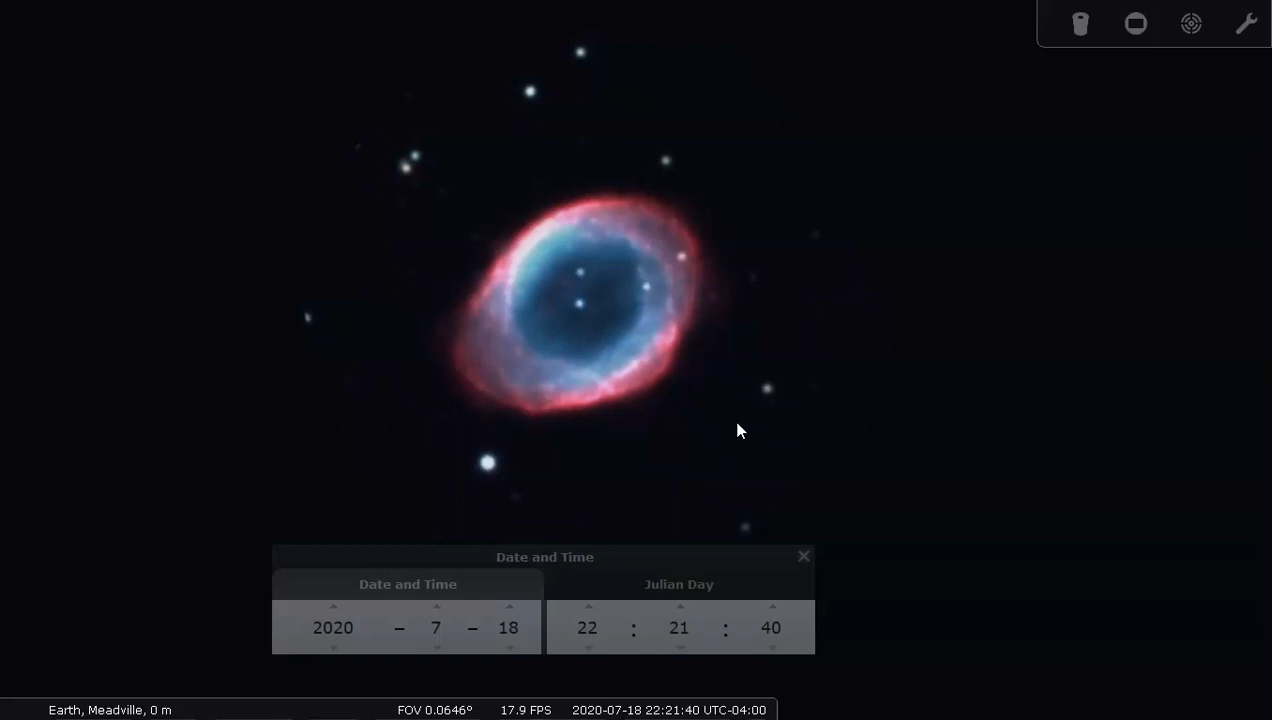 Date and Time
Date and Time Julian Day
2020 – 7 – 18 22 : 21 : 40
Earth, Meadville, 0 m FOV 0.0646° 17.9 FPS 2020-07-18 22:21:40 UTC-04:00